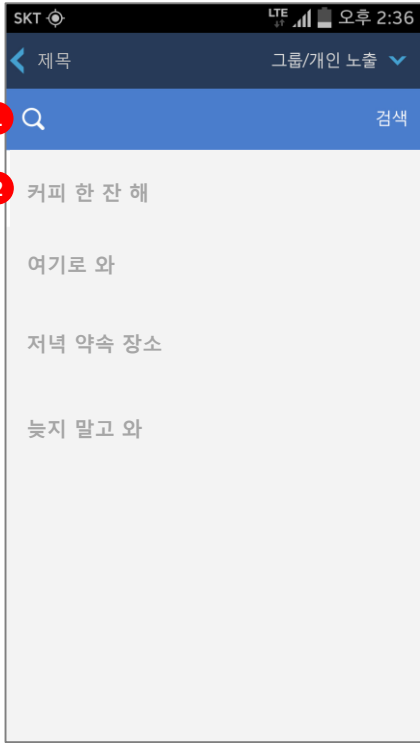 SKT LTE 오후 2:36
제목 그룹/개인 노출
검색
2
커피 한 잔 해
여기로 와
저녁 약속 장소
늦지 말고 와